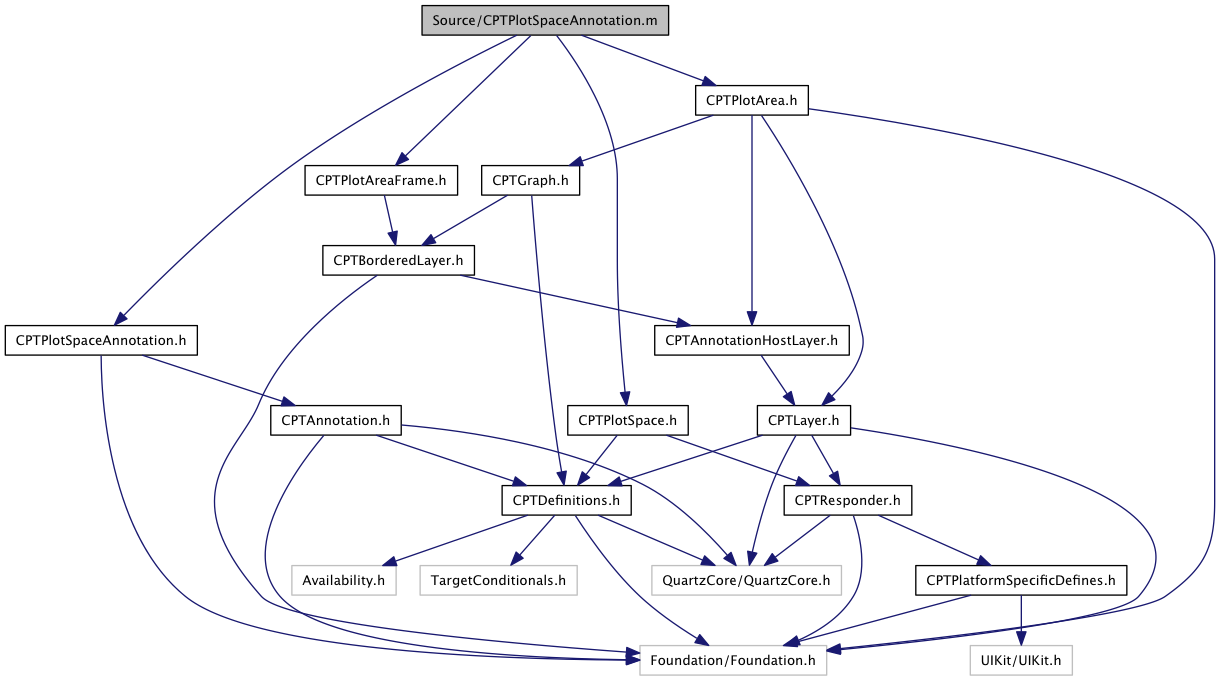 Source/CPTPlotSpaceAnnotation.m
CPTPlotArea.h
CPTPlotAreaFrame.h
CPTGraph.h
CPTBorderedLayer.h
CPTPlotSpaceAnnotation.h
CPTAnnotationHostLayer.h
CPTAnnotation.h
CPTPlotSpace.h
CPTLayer.h
CPTDefinitions.h
CPTResponder.h
Availability.h
TargetConditionals.h
QuartzCore/QuartzCore.h
CPTPlatformSpecificDefines.h
Foundation/Foundation.h
UIKit/UIKit.h